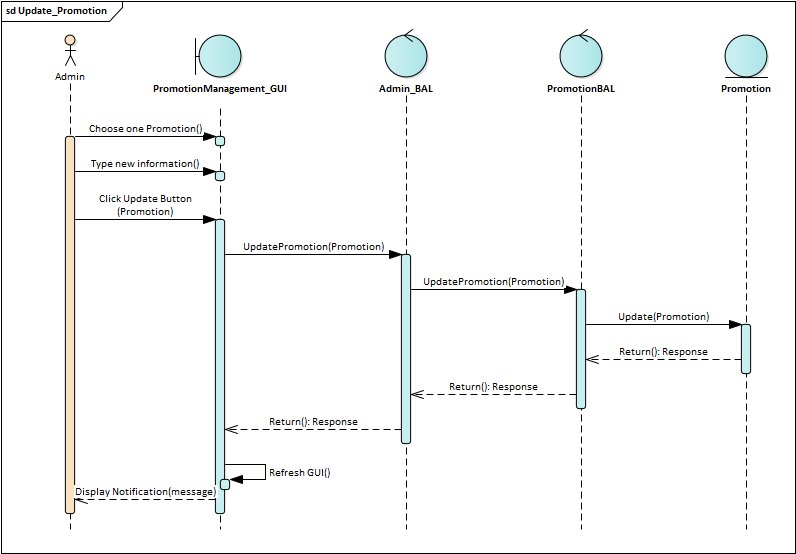 sd Update_Promotion
Admin
PromotionManagement_GUI
Admin_BAL
PromotionBAL
Promotion
Choose one Promotion()
Type new information()
Click Update Button
(Promotion)
UpdatePromotion(Promotion)
UpdatePromotion(Promotion)
Update(Promotion)
Return(): Response
Return(): Response
Return(): Response
Refresh GUI()
Display Notification(message)